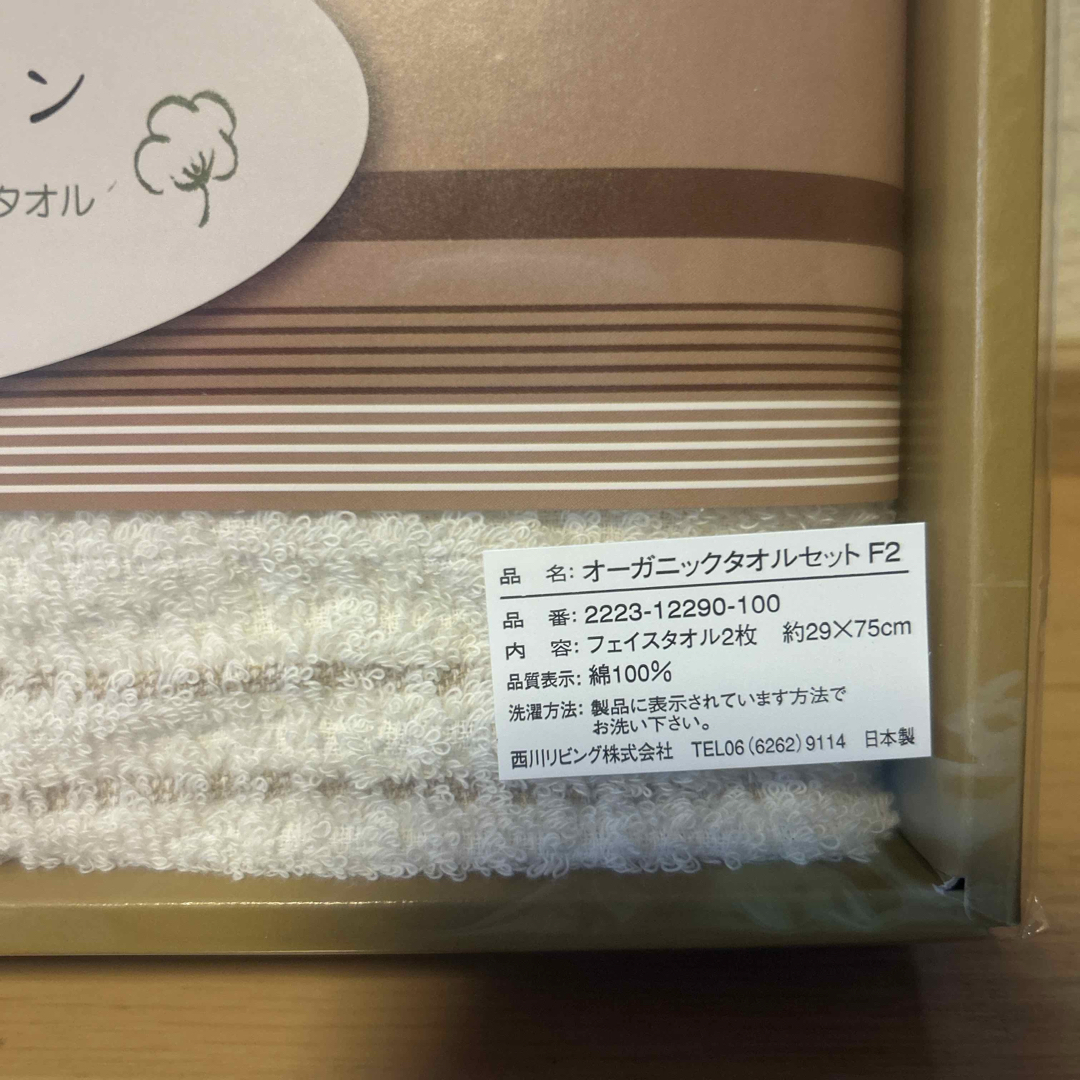 ン
タオル
品 名: オーガニックタオルセット F2
品 番: 2223-12290-100
内 容: フェイスタオル2枚 約29×75cm
品質表示: 綿100%
洗濯方法: 製品に表示されています方法で
お洗い下さい。
西川リビング株式会社 TEL06(6262)9114 日本製